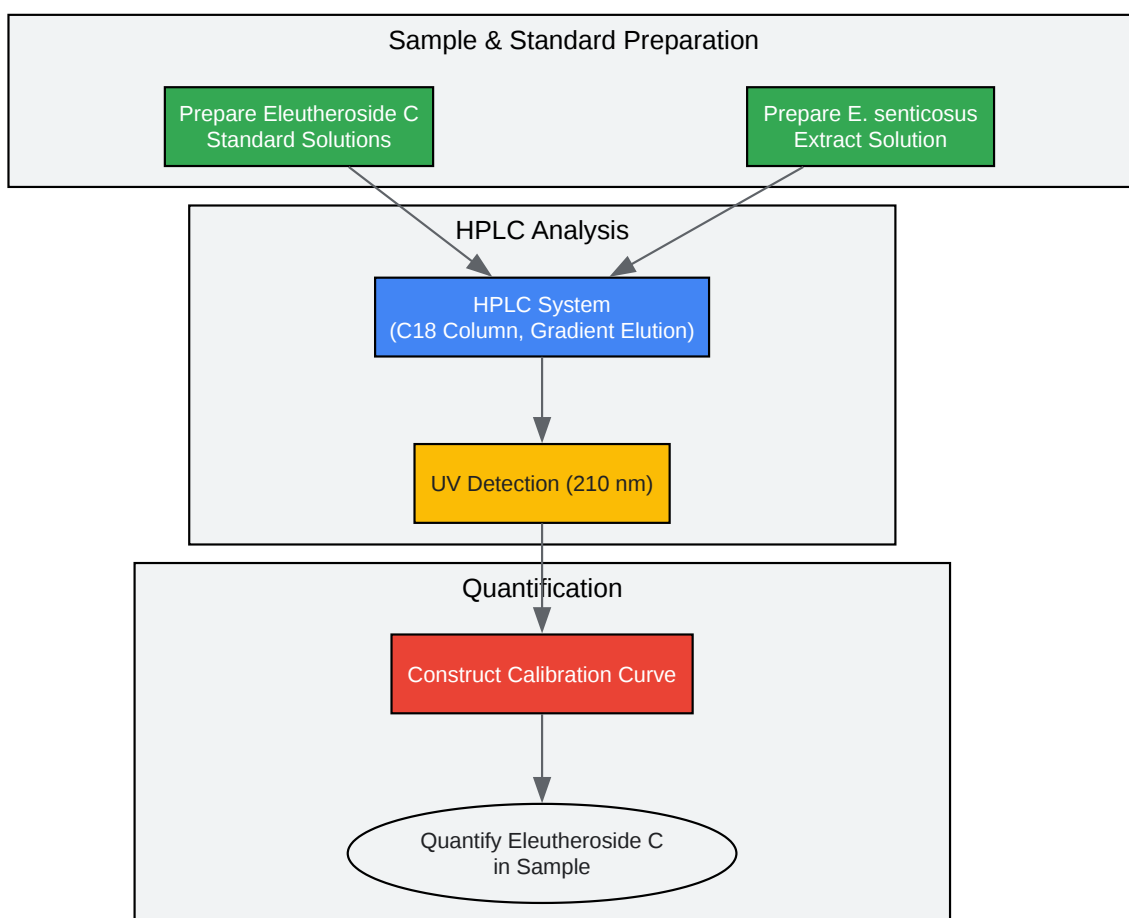 Sample & Standard Preparation
Prepare Eleutheroside C
Standard Solutions
Prepare E. senticosus
Extract Solution
HPLC Analysis
HPLC System
(C18 Column, Gradient Elution)
UV Detection (210 nm)
Quantification
Construct Calibration Curve
Quantify Eleutheroside C
in Sample